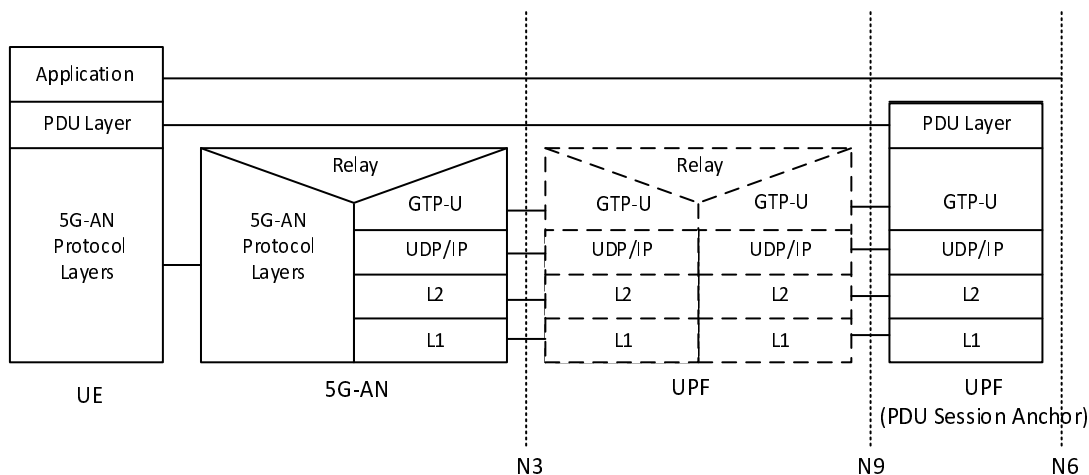 Application
PDU Layer
PDU Layer
Relay
Relay
5G-AN
Protocol
Layers
5G-AN
Protocol
Layers
GTP-U
GTP-U
GTP-U
GTP-U
UDP/IP
UDP/IP
UDP/IP
UDP/IP
L2
L2
L2
L2
L1
L1
L1
L1
UE
5G-AN
UPF
UPF
(PDU Session Anchor)
N3
N9
N6